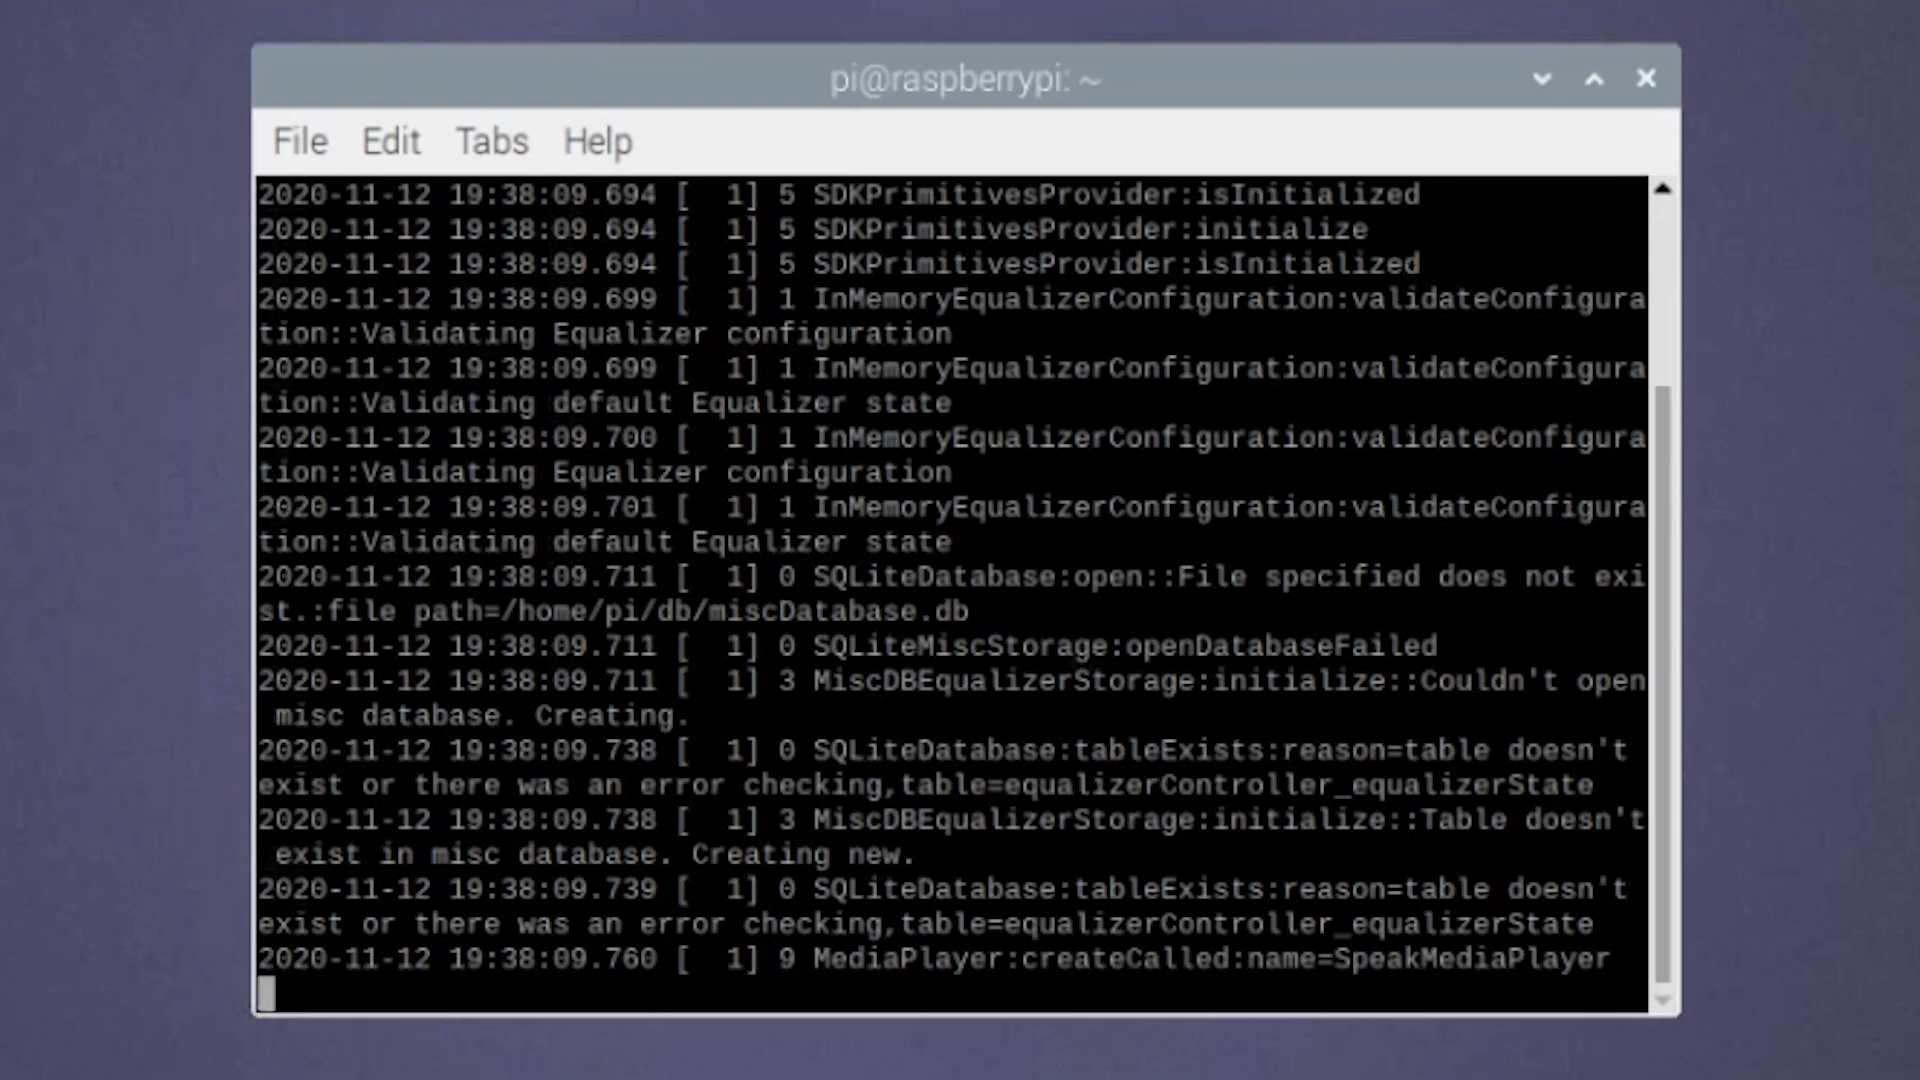 pi@raspberrypi: ~
File Edit Tabs Help
2020-11-12 19:38:09.694 [  1] 5 SDKPrimitivesProvider:isInitialized
2020-11-12 19:38:09.694 [  1] 5 SDKPrimitivesProvider:initialize
2020-11-12 19:38:09.694 [  1] 5 SDKPrimitivesProvider:isInitialized
2020-11-12 19:38:09.699 [  1] 1 InMemoryEqualizerConfiguration:validateConfigura
tion::Validating Equalizer configuration
2020-11-12 19:38:09.699 [  1] 1 InMemoryEqualizerConfiguration:validateConfigura
tion::Validating default Equalizer state
2020-11-12 19:38:09.700 [  1] 1 InMemoryEqualizerConfiguration:validateConfigura
tion::Validating Equalizer configuration
2020-11-12 19:38:09.701 [  1] 1 InMemoryEqualizerConfiguration:validateConfigura
tion::Validating default Equalizer state
2020-11-12 19:38:09.711 [  1] 0 SQLiteDatabase:open::File specified does not exi
st.:file path=/home/pi/db/miscDatabase.db
2020-11-12 19:38:09.711 [  1] 0 SQLiteMiscStorage:openDatabaseFailed
2020-11-12 19:38:09.711 [  1] 3 MiscDBEqualizerStorage:initialize::Couldn't open
 misc database. Creating.
2020-11-12 19:38:09.738 [  1] 0 SQLiteDatabase:tableExists:reason=table doesn't
exist or there was an error checking,table=equalizerController_equalizerState
2020-11-12 19:38:09.738 [  1] 3 MiscDBEqualizerStorage:initialize::Table doesn't
 exist in misc database. Creating new.
2020-11-12 19:38:09.739 [  1] 0 SQLiteDatabase:tableExists:reason=table doesn't
exist or there was an error checking,table=equalizerController_equalizerState
2020-11-12 19:38:09.760 [  1] 9 MediaPlayer:createCalled:name=SpeakMediaPlayer